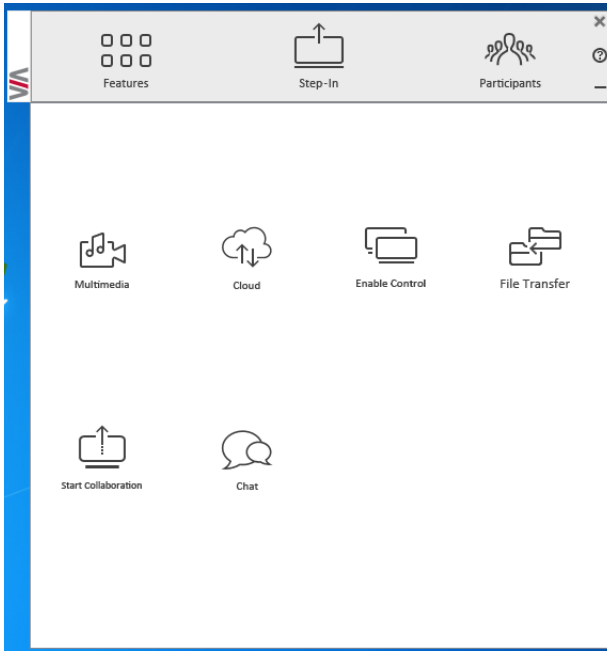 Features
Step-In
Participants
Multimedia
Cloud
Enable Control
File Transfer
Start Collaboration
Chat